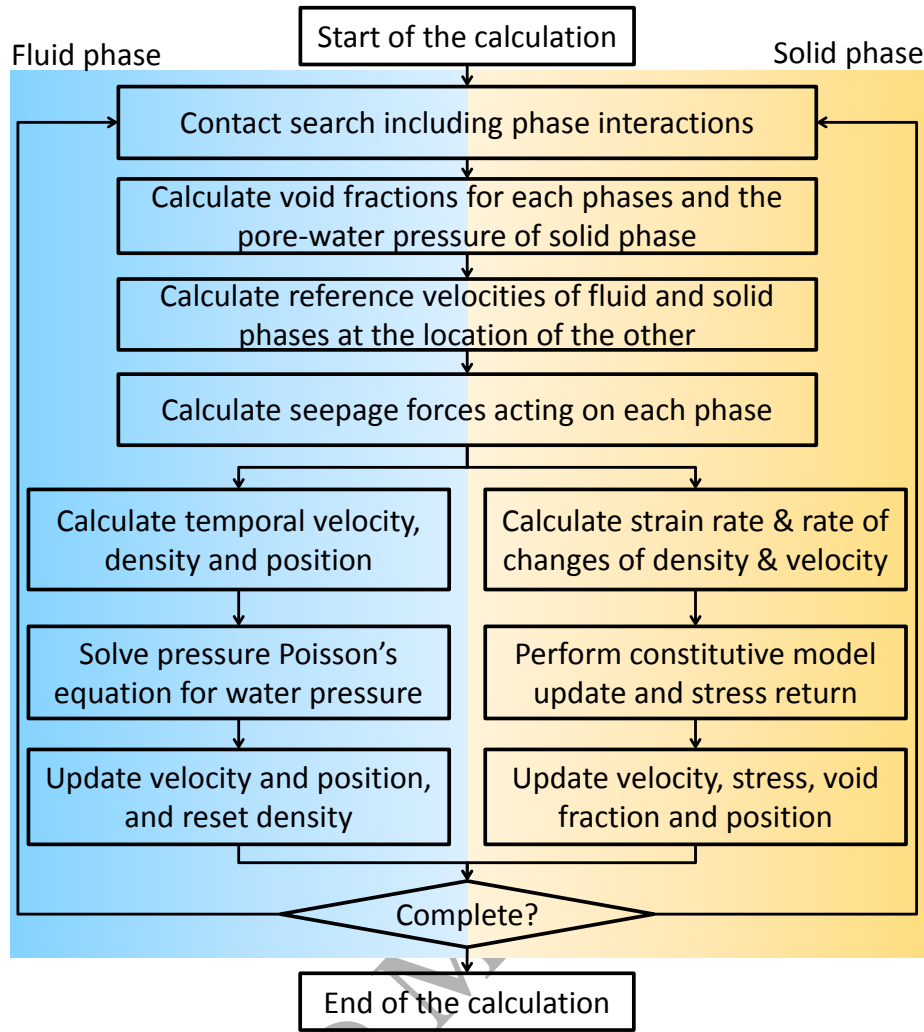 Start of the calculation
Fluid phase
Solid phase
Contact search including phase interactions
Calculate void fractions for each phases and the
pore-water pressure of solid phase
Calculate reference velocities of fluid and solid
phases at the location of the other
Calculate seepage forces acting on each phase
Calculate temporal velocity,
density and position
Calculate strain rate & rate of
changes of density & velocity
Solve pressure Poisson’s
equation for water pressure
Perform constitutive model
update and stress return
Update velocity and position,
and reset density
Update velocity, stress, void
fraction and position
Complete?
End of the calculation